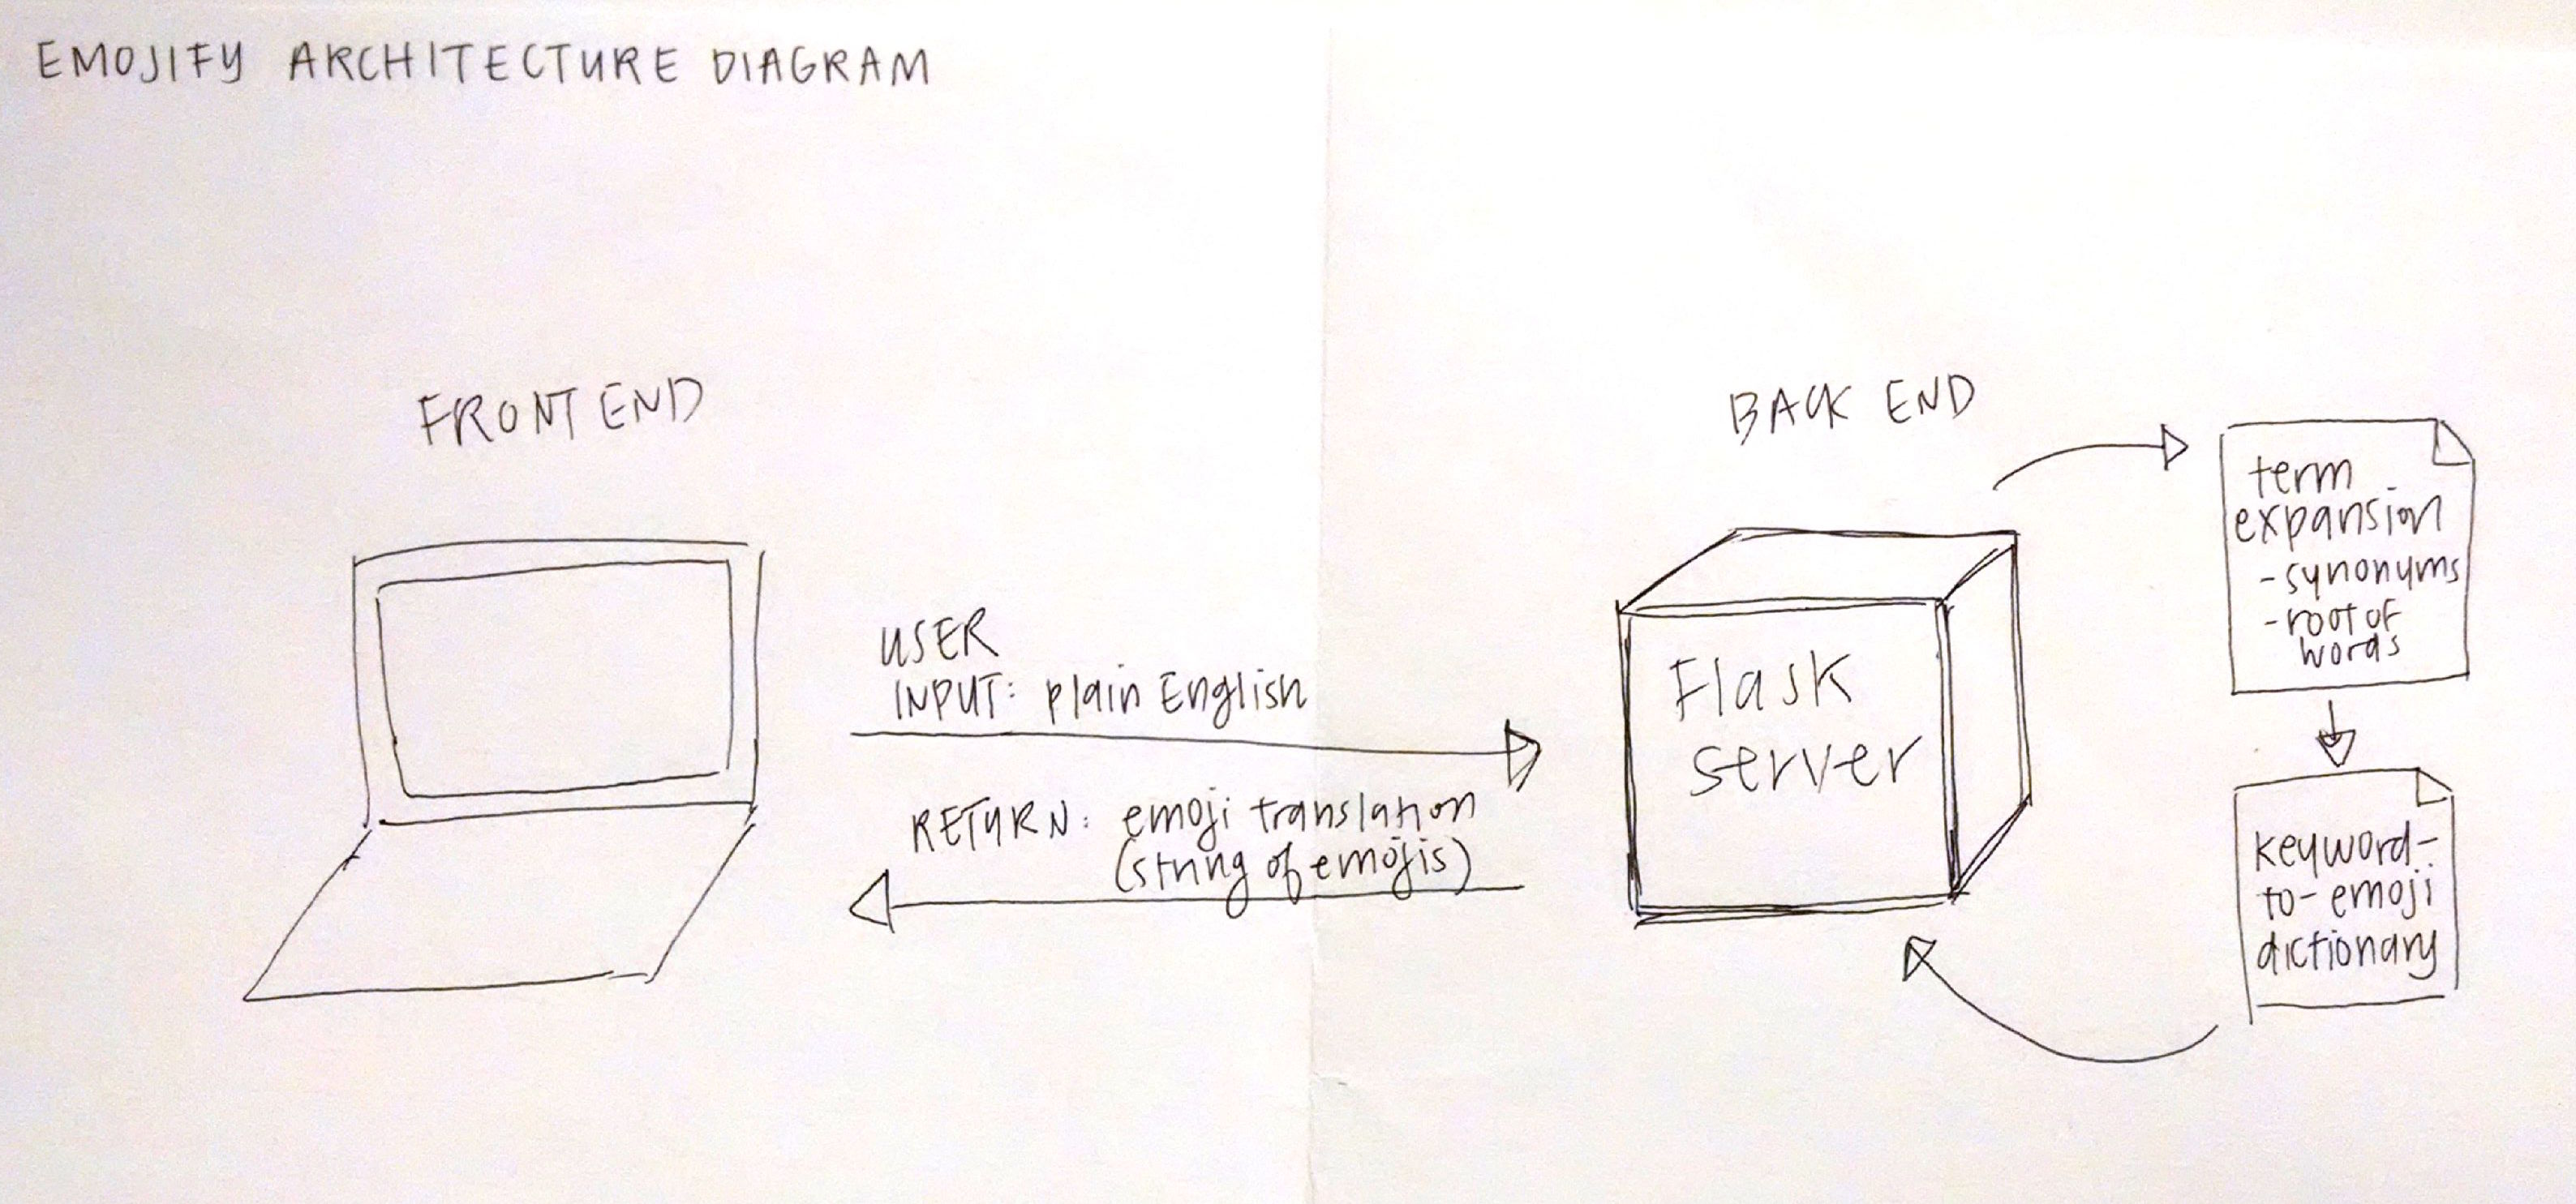 EMOJIFY ARCHITECTURE DIAGRAM
FRONT END
USER
INPUT: plain English
RETURN: emoji translation
(string of emojis)
BACK END
Flask
server
term
expansion
- synonyms
- root of
words
keyword-
to-emoji
dictionary